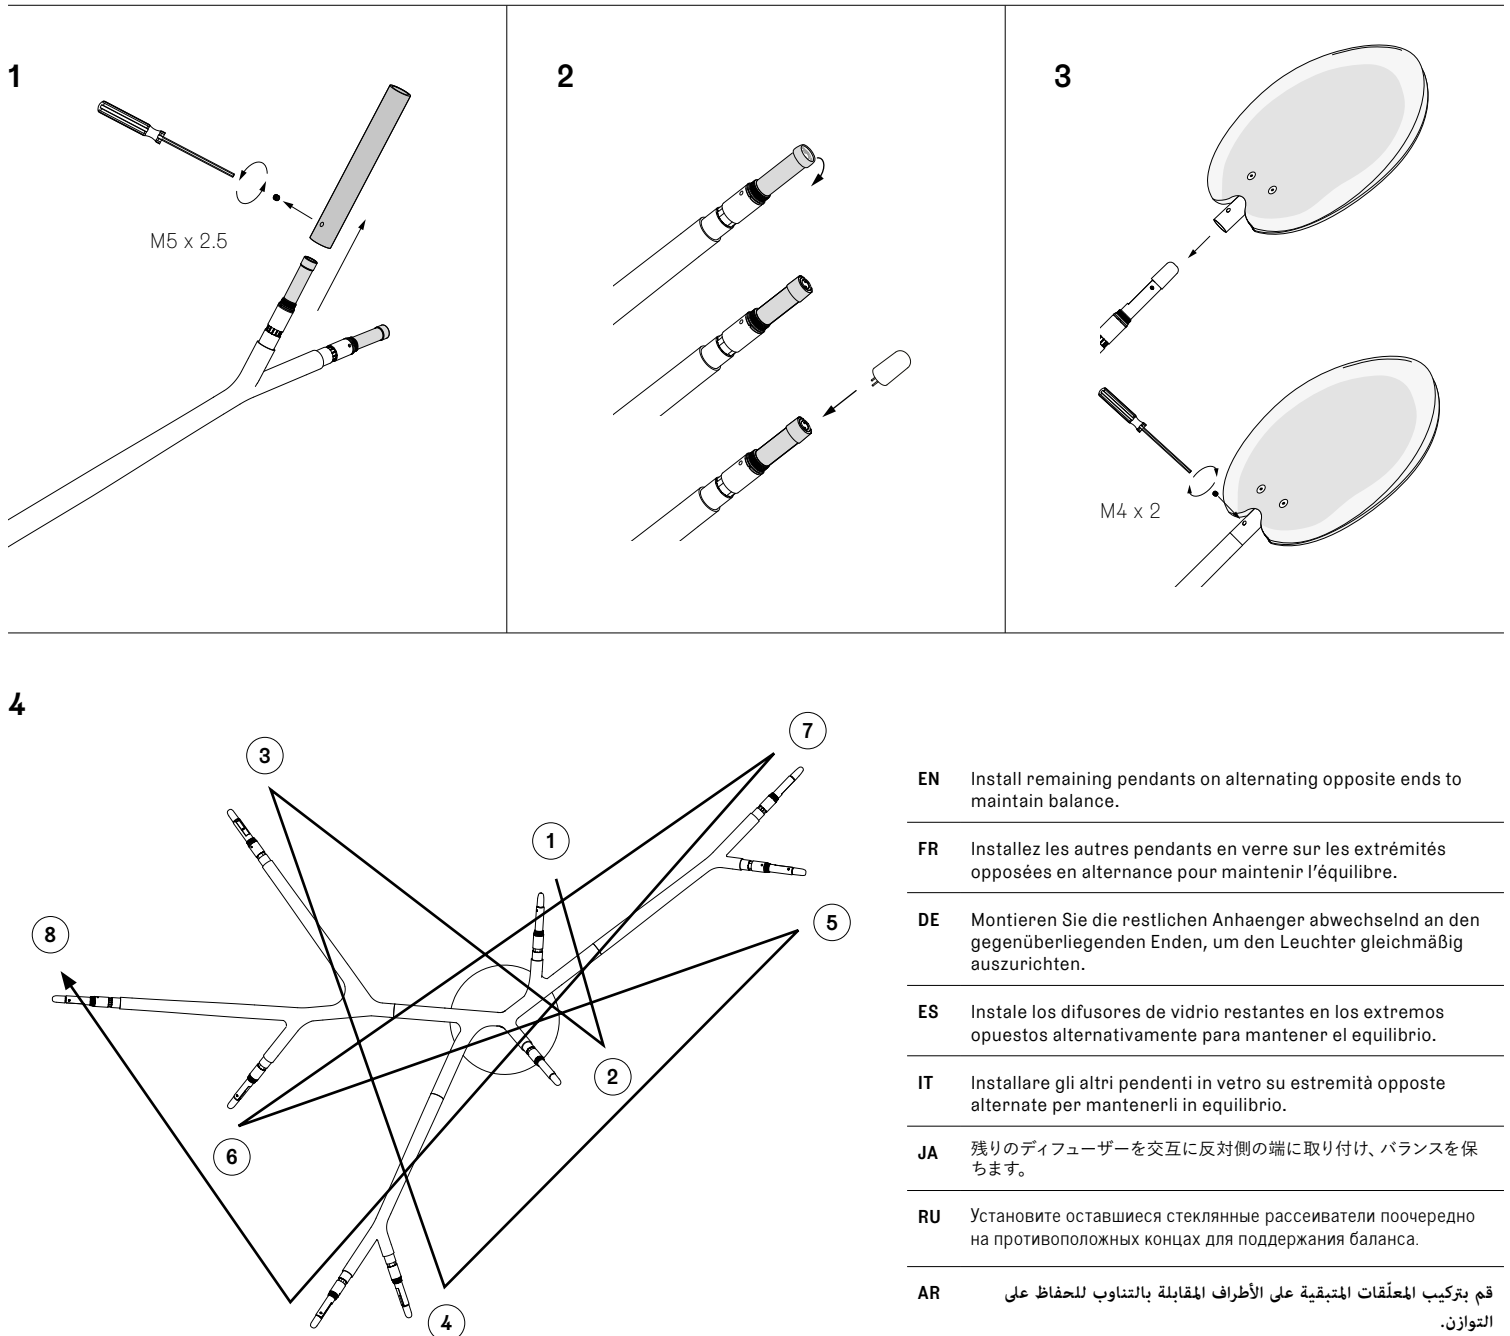 1
2
3
M5 x 2.5
M4 x 2
4
3
7
1
5
8
2
6
4
EN Install remaining pendants on alternating opposite ends to
maintain balance.
FR Installez les autres pendants en verre sur les extrémités
opposées en alternance pour maintenir l’équilibre.
DE Montieren Sie die restlichen Anhaenger abwechselnd an den
gegenüberliegenden Enden, um den Leuchter gleichmäßig
auszurichten.
ES Instale los difusores de vidrio restantes en los extremos
opuestos alternativamente para mantener el equilibrio.
IT Installare gli altri pendenti in vetro su estremità opposte
alternate per mantenerli in equilibrio.
JA 残りのディフューザーを交互に反対側の端に取り付け、バランスを保
ちます。
RU Установите оставшиеся стеклянные рассеиватели поочередно
на противоположных концах для поддержания баланса.
AR قم بتركيب المعلّقات المتبقية على الأطراف المقابلة بالتناوب للحفاظ على
التوازن.